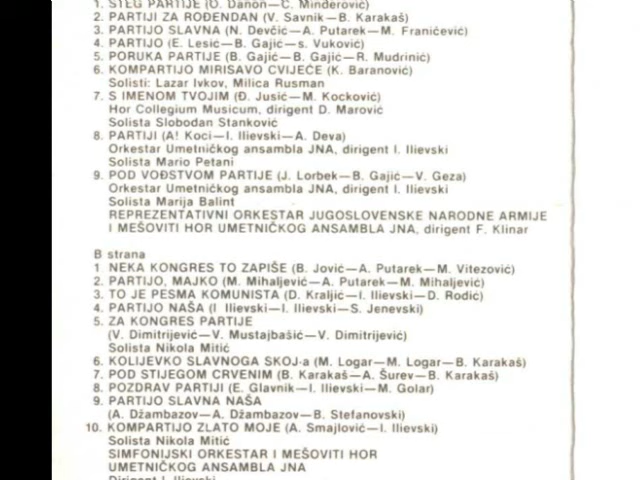 1. STEG PARTIJE (O. Danon—C. Minderović)
2. PARTIJI ZA ROĐENDAN (V. Savnik—B. Karakaš)
3. PARTIJO SLAVNA (N. Devčić—A. Putarek—M. Franićević)
4. PARTIJO (E. Lesić—B. Gajić—s. Vuković)
5. PORUKA PARTIJE (B. Gajić—B. Gajić—R. Mudrinić)
6. KOMPARTIJO MIRISAVO CVIJEĆE (K. Baranović)
Solisti: Lazar Ivkov, Milica Rusman
7. S IMENOM TVOJIM (Đ. Jusić—M. Kocković)
Hor Collegium Musicum, dirigent D. Marović
Solista Slobodan Stanković
8. PARTIJI (A! Koci—I. Ilievski—A. Deva)
Orkestar Umetničkog ansambla JNA, dirigent I. Ilievski
Solista Mario Petani
9. POD VOĐSTVOM PARTIJE (J. Lorbek—B. Gajić—V. Geza)
Orkestar Umetničkog ansambla JNA, dirigent I. Ilievski
Solista Marija Balint
REPREZENTATIVNI ORKESTAR JUGOSLOVENSKE NARODNE ARMIJE
I MEŠOVITI HOR UMETNIČKOG ANSAMBLA JNA, dirigent F. Klinar
B strana
1 NEKA KONGRES TO ZAPIŠE (B. Jović—A. Putarek—M. Vitezović)
2. PARTIJO, MAJKO (M. Mihaljević—A. Putarek—M. Mihaljević)
3. TO JE PESMA KOMUNISTA (D. Kraljić—I. Ilievski—D. Rodić)
4. PARTIJO NAŠA (I Ilievski—I. Ilievski—S. Jenevski)
5. ZA KONGRES PARTIJE
(V. Dimitrijević—V. Mustajbašić—V. Dimitrijević)
Solista Nikola Mitić
6. KOLIJEVKO SLAVNOGA SKOJ-a (M. Logar—M. Logar—B. Karakaš)
7. POD STIJEGOM CRVENIM (B. Karakaš—A. Šurev—B. Karakaš)
8. POZDRAV PARTIJI (E. Glavnik—I. Ilievski—M. Golar)
9. PARTIJO SLAVNA NAŠA
(A. Džambazov—A. Džambazov—B. Stefanovski)
10. KOMPARTIJO ZLATO MOJE (A. Smajlović—I. Ilievski)
Solista Nikola Mitić
SIMFONIJSKI ORKESTAR I MEŠOVITI HOR
UMETNIČKOG ANSAMBLA JNA
Dirigent I. Ilievski